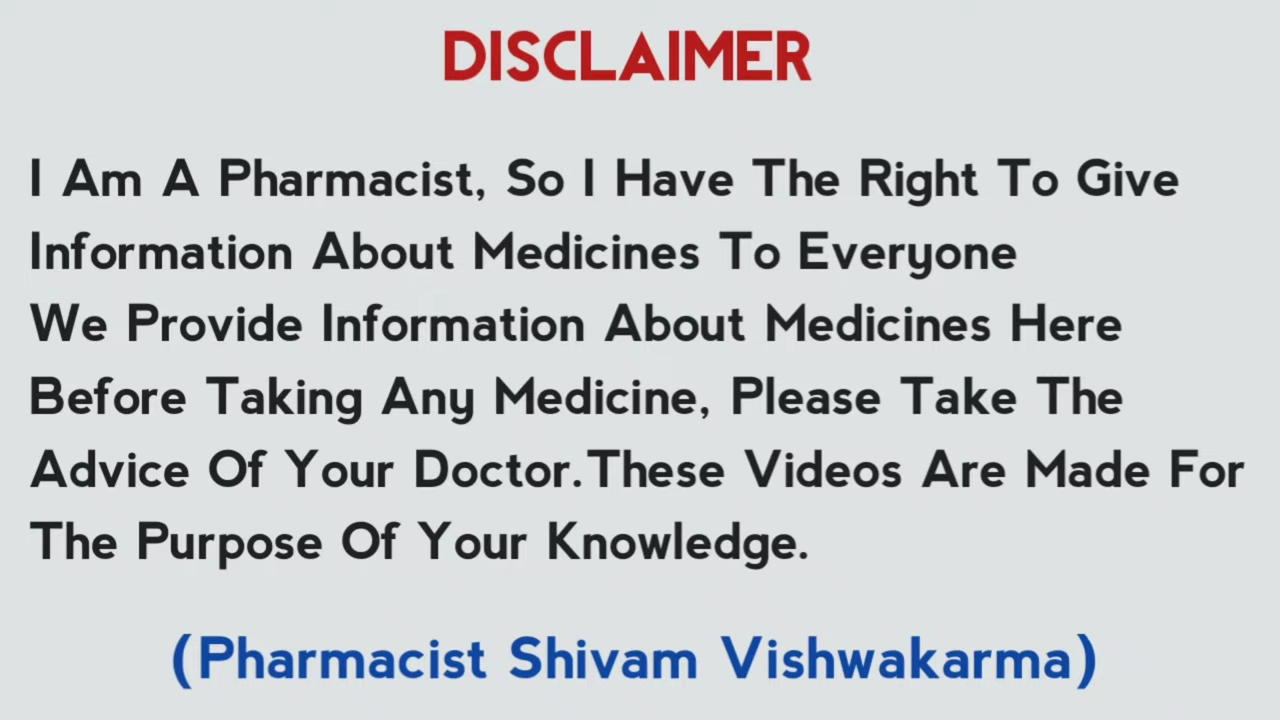 DISCLAIMER
I Am A Pharmacist, So I Have The Right To Give
Information About Medicines To Everyone
We Provide Information About Medicines Here
Before Taking Any Medicine, Please Take The
Advice Of Your Doctor.These Videos Are Made For
The Purpose Of Your Knowledge.
(Pharmacist Shivam Vishwakarma)